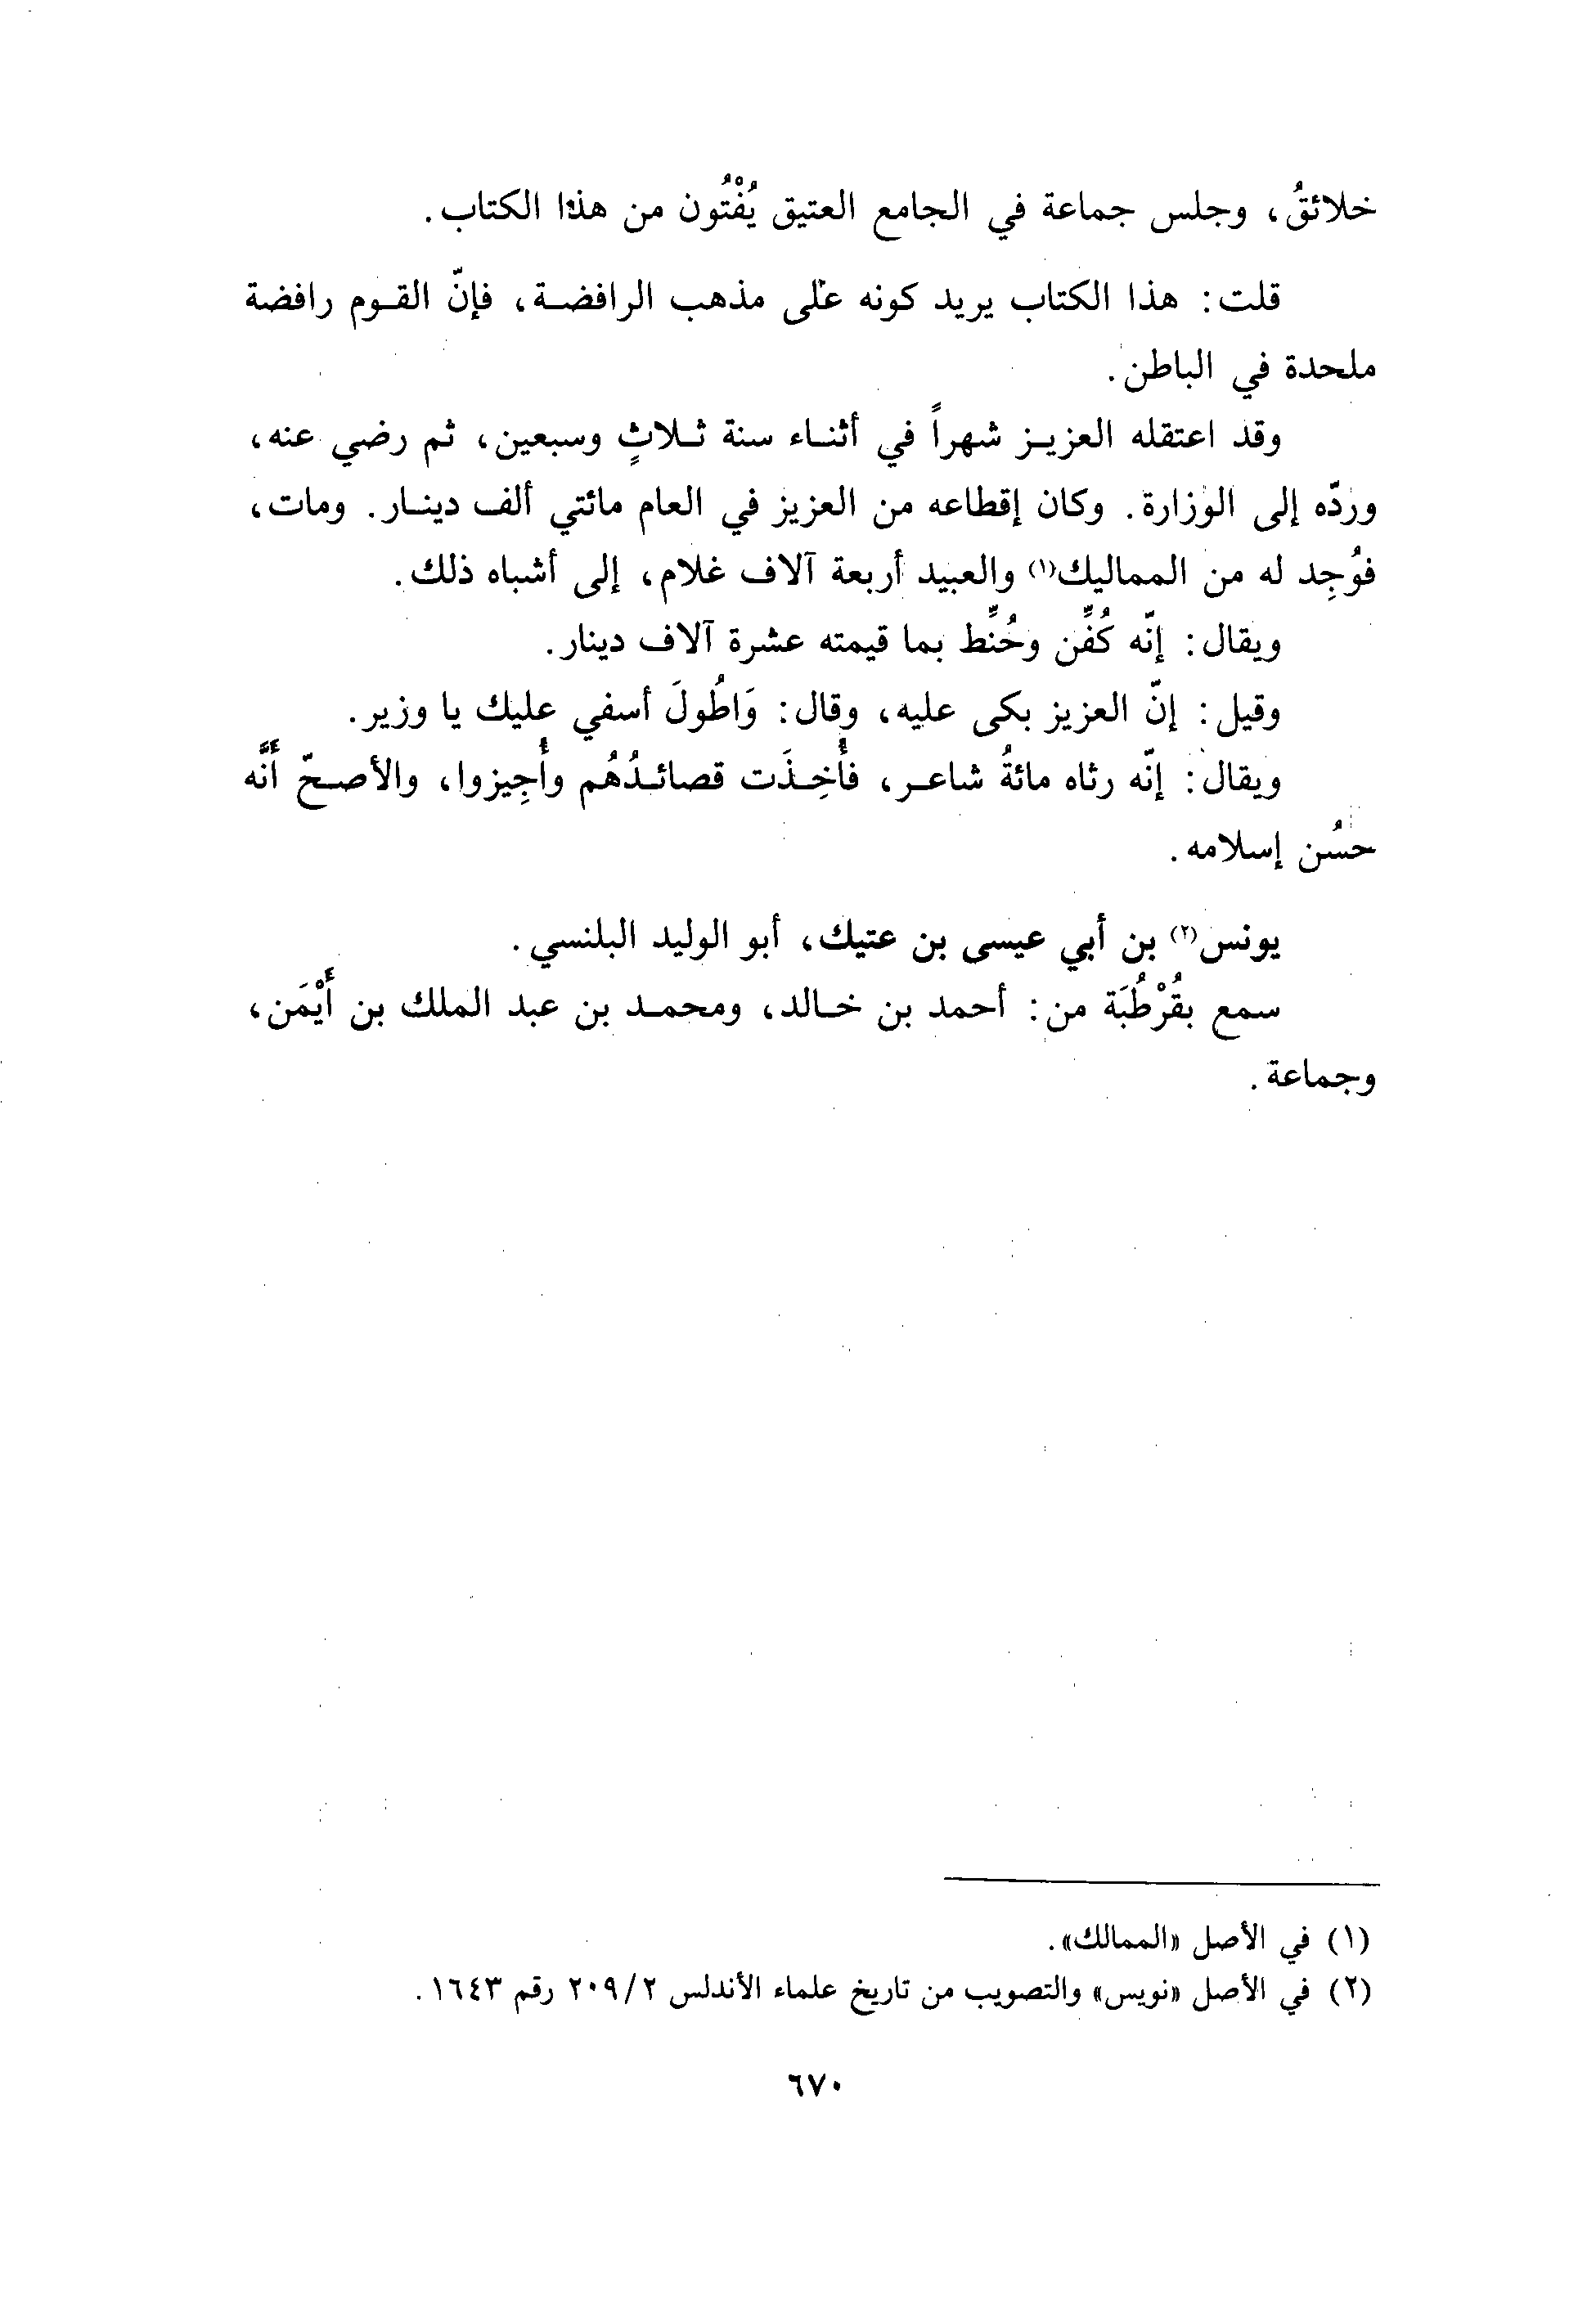 خلائقُ، وجلس جماعة في الجامع العتيق يُفْتُون من هذا الكتاب.
قلت: هذا الكتاب يريد كونه على مذهب الرافضة، فإنّ القوم رافضة
ملحدة في الباطن.
وقد اعتقله العزيز شهراً في أثناء سنة ثلاثٍ وسبعين، ثم رضي عنه،
وردّه إلى الوزارة. وكان إقطاعه من العزيز في العام مائتي ألف دينار. ومات،
فوُجِد له من المماليك(١) والعبيد أربعة آلاف غلام، إلى أشباه ذلك.
ويقال: إنّه كُفِّن وحُنِّط بما قيمته عشرة آلاف دينار.
وقيل: إنّ العزيز بكى عليه، وقال: وَاطُولَ أسفي عليك يا وزير.
ويقال: إنّه رثاه مائةُ شاعر، فأُخِذَت قصائدُهُم وأُجِيزوا، والأصحّ أَنَّه
حسُن إسلامه.
يونس(٢) بن أبي عيسى بن عتيك، أبو الوليد البلنسي.
سمع بقُرْطُبَة من: أحمد بن خالد، ومحمد بن عبد الملك بن أَيْمَن،
وجماعة.
(١) في الأصل «الممالك».
(٢) في الأصل «نويس» والتصويب من تاريخ علماء الأندلس ٢٠٩/٢ رقم ١٦٤٣.
٦٧٠